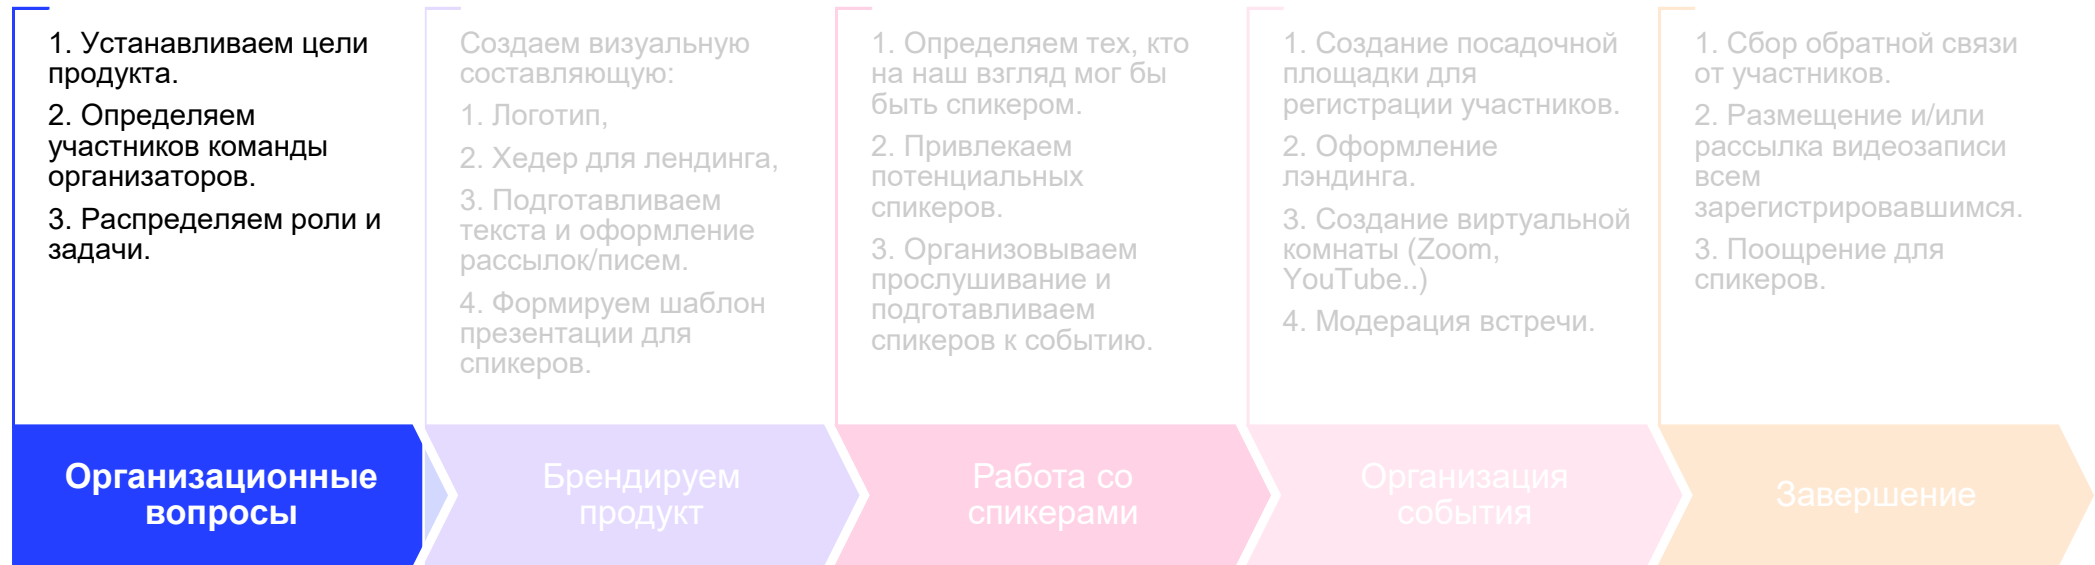 1. Устанавливаем цели
продукта.
2. Определяем
участников команды
организаторов.
3. Распределяем роли и
задачи.
Организационные
вопросы
Создаем визуальную
составляющую:
1. Логотип,
2. Хедер для лендинга,
3. Подготавливаем
текста и оформление
рассылок/писем.
4. Формируем шаблон
презентации для
спикеров.
Брендируем
продукт
1. Определяем тех, кто
на наш взгляд мог бы
быть спикером.
2. Привлекаем
потенциальных
спикеров.
3. Организовываем
прослушивание и
подготавливаем
спикеров к событию.
Работа со
спикерами
1. Создание посадочной
площадки для
регистрации участников.
2. Оформление
лэндинга.
3. Создание виртуальной
комнаты (Zoom,
YouTube..)
4. Модерация встречи.
Организация
события
1. Сбор обратной связи
от участников.
2. Размещение и/или
рассылка видеозаписи
всем
зарегистрировавшимся.
3. Поощрение для
спикеров.
Завершение